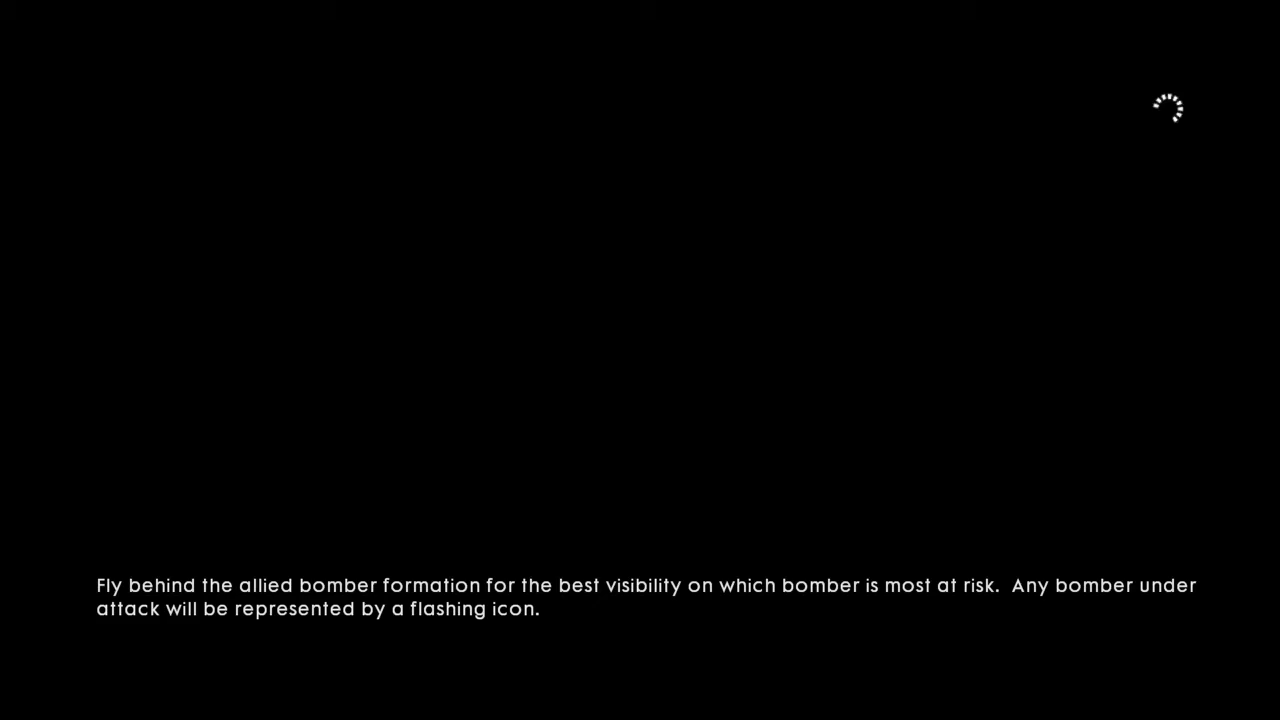 Fly behind the allied bomber formation for the best visibility on which bomber is most at risk.  Any bomber under
attack will be represented by a flashing icon.